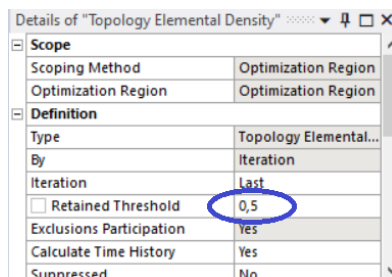 Details of "Topology Elemental Density"
Scope
Scoping Method Optimization Region
Optimization Region Optimization Region
Definition
Type Topology Elemental...
By Iteration
Iteration Last
Retained Threshold 0,5
Exclusions Participation Yes
Calculate Time History Yes
Suppressed No